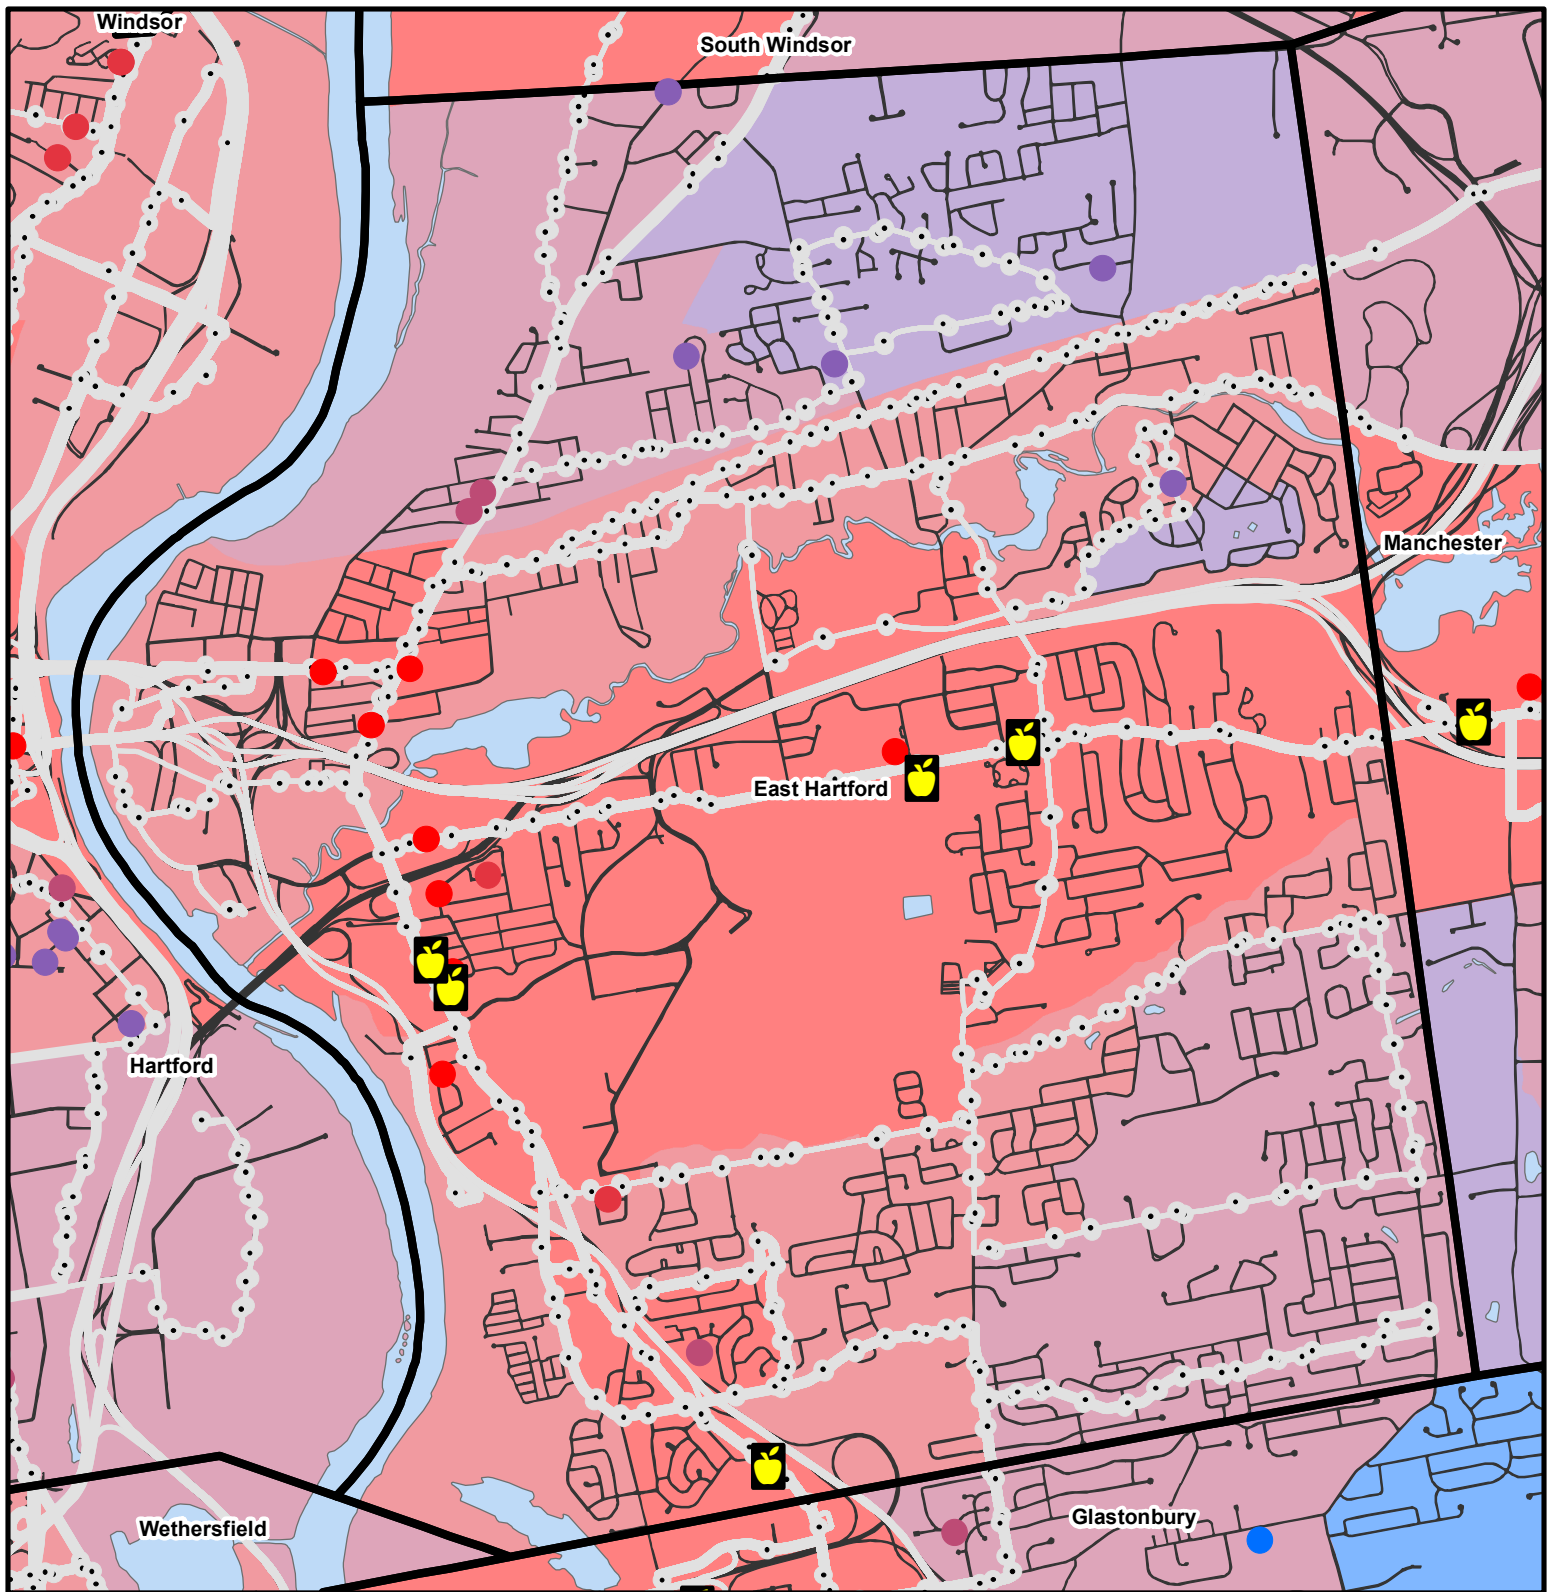 Windsor
South Windsor
Manchester
East Hartford
Hartford
Glastonbury
Wethersfield